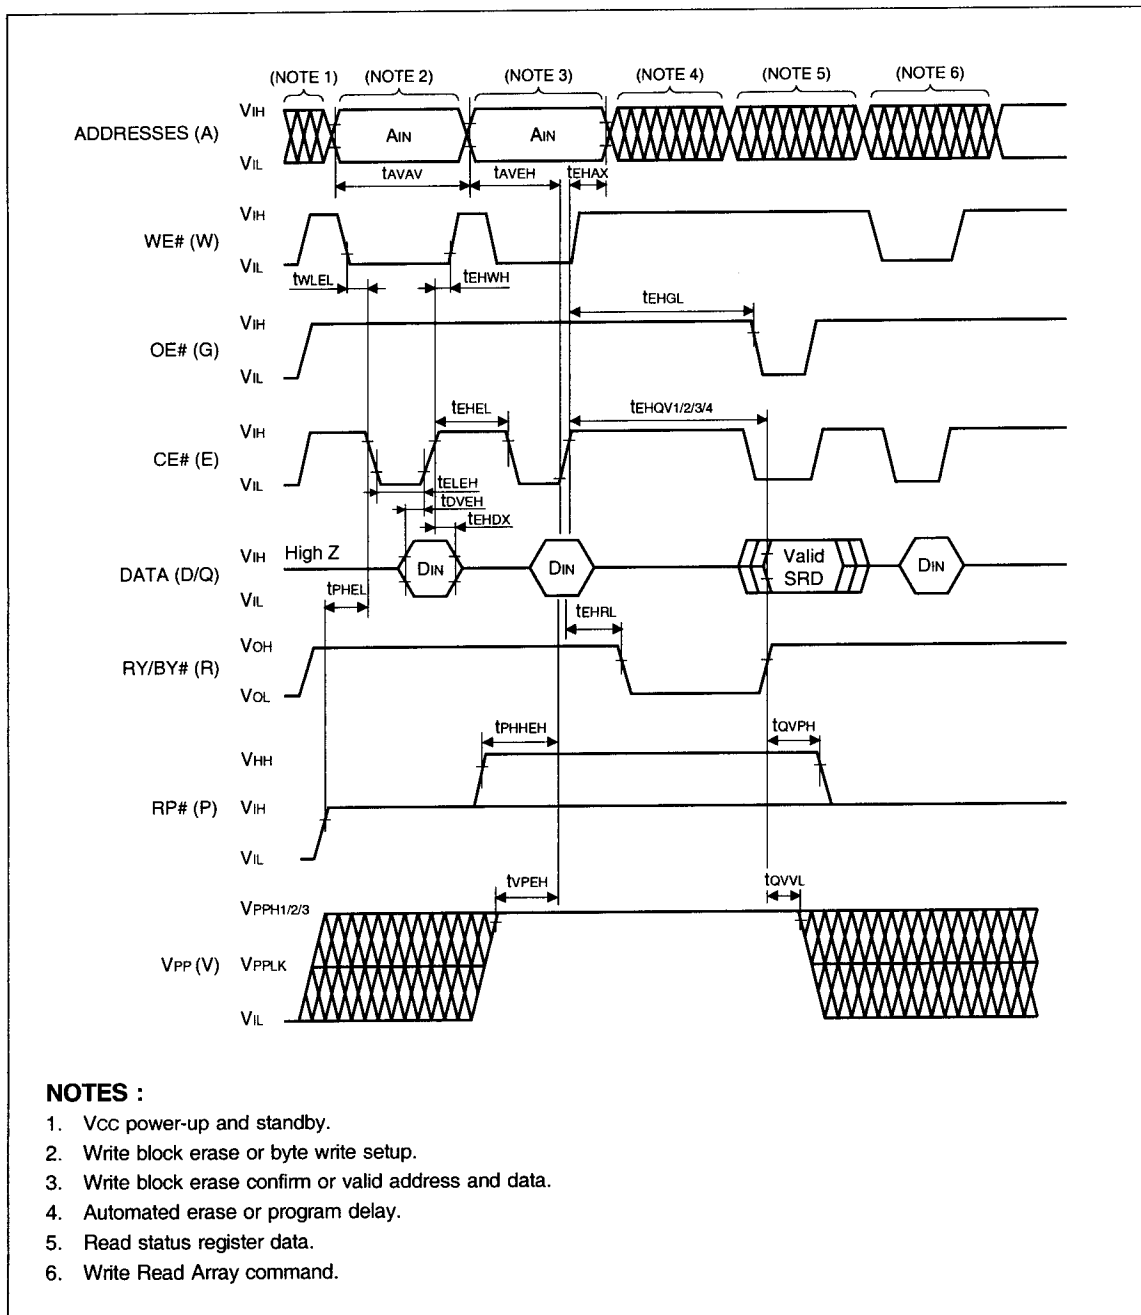 (NOTE 1) (NOTE 2) (NOTE 3) (NOTE 4) (NOTE 5) (NOTE 6)
VIH
ADDRESSES (A) AIN AIN
VIL
tAVAV tAVEH tEHAX
VIH
WE# (W)
VIL
tWLEL tEHWH
tEHGL
VIH
OE# (G)
VIL
tEHEL tEHQV1/2/3/4
VIH
CE# (E)
VIL
tELEH
tDVEH
tEHDX
VIH High Z
DATA (D/Q) DIN DIN Valid SRD DIN
VIL
tPHEL
tEHRL
VOH
RY/BY# (R)
VOL
tPHHEH tQVPH
VHH
RP# (P) VIH
VIL
tVPEH tQVVL
VPPH1/2/3
VPP (V) VPPLK
VIL
NOTES :
1. VCC power-up and standby.
2. Write block erase or byte write setup.
3. Write block erase confirm or valid address and data.
4. Automated erase or program delay.
5. Read status register data.
6. Write Read Array command.